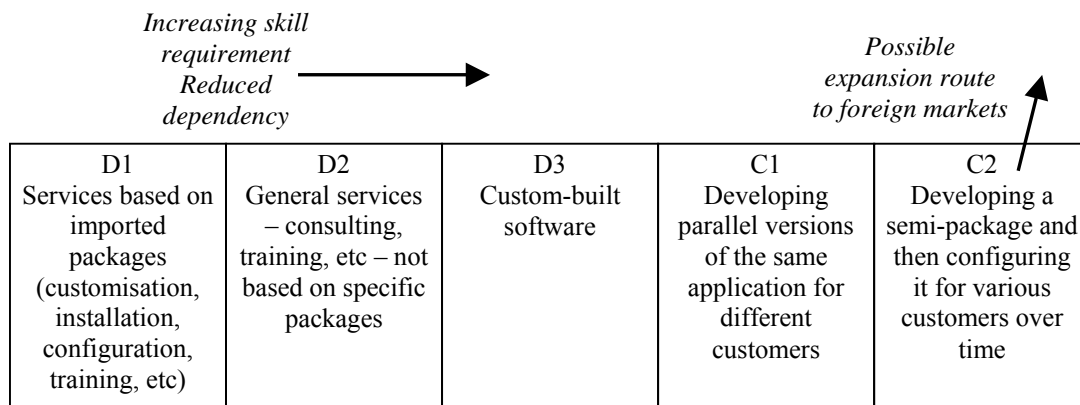 Increasing skill
requirement
Reduced
dependency
Possible
expansion route
to foreign markets
D1
Services based on
imported
packages
(customisation,
installation,
configuration,
training, etc)
D2
General services
– consulting,
training, etc – not
based on specific
packages
D3
Custom-built
software
C1
Developing
parallel versions
of the same
application for
different
customers
C2
Developing a
semi-package and
then configuring
it for various
customers over
time